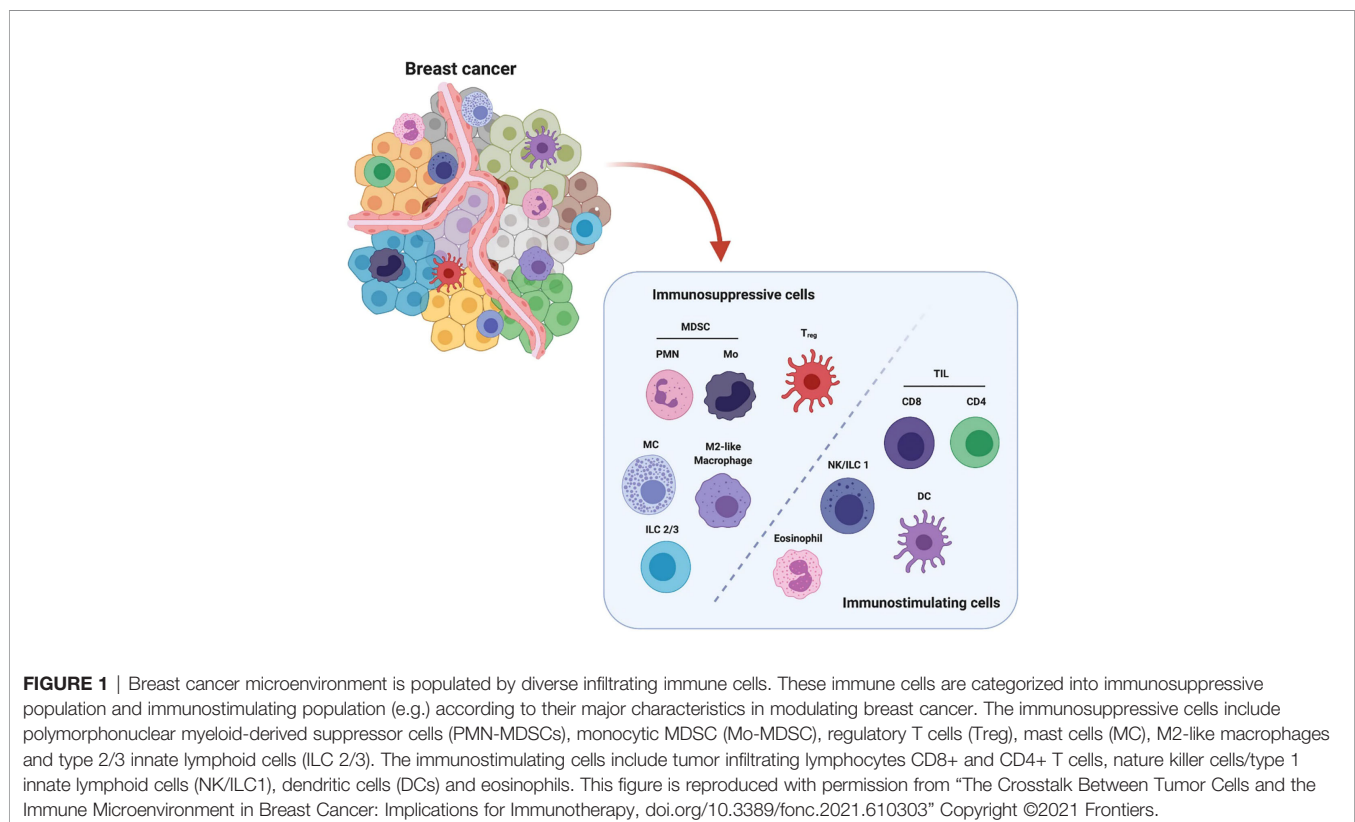 Breast cancer
Immunosuppressive cells
MDSC
PMN Mo
Treg
TIL
CD8 CD4
MC
M2-like
Macrophage
NK/ILC 1
DC
ILC 2/3
Eosinophil
Immunostimulating cells
FIGURE 1 | Breast cancer microenvironment is populated by diverse infiltrating immune cells. These immune cells are categorized into immunosuppressive
population and immunostimulating population (e.g.) according to their major characteristics in modulating breast cancer. The immunosuppressive cells include
polymorphonuclear myeloid-derived suppressor cells (PMN-MDSCs), monocytic MDSC (Mo-MDSC), regulatory T cells (Treg), mast cells (MC), M2-like macrophages
and type 2/3 innate lymphoid cells (ILC 2/3). The immunostimulating cells include tumor infiltrating lymphocytes CD8+ and CD4+ T cells, nature killer cells/type 1
innate lymphoid cells (NK/ILC1), dendritic cells (DCs) and eosinophils. This figure is reproduced with permission from “The Crosstalk Between Tumor Cells and the
Immune Microenvironment in Breast Cancer: Implications for Immunotherapy, doi.org/10.3389/fonc.2021.610303” Copyright ©2021 Frontiers.